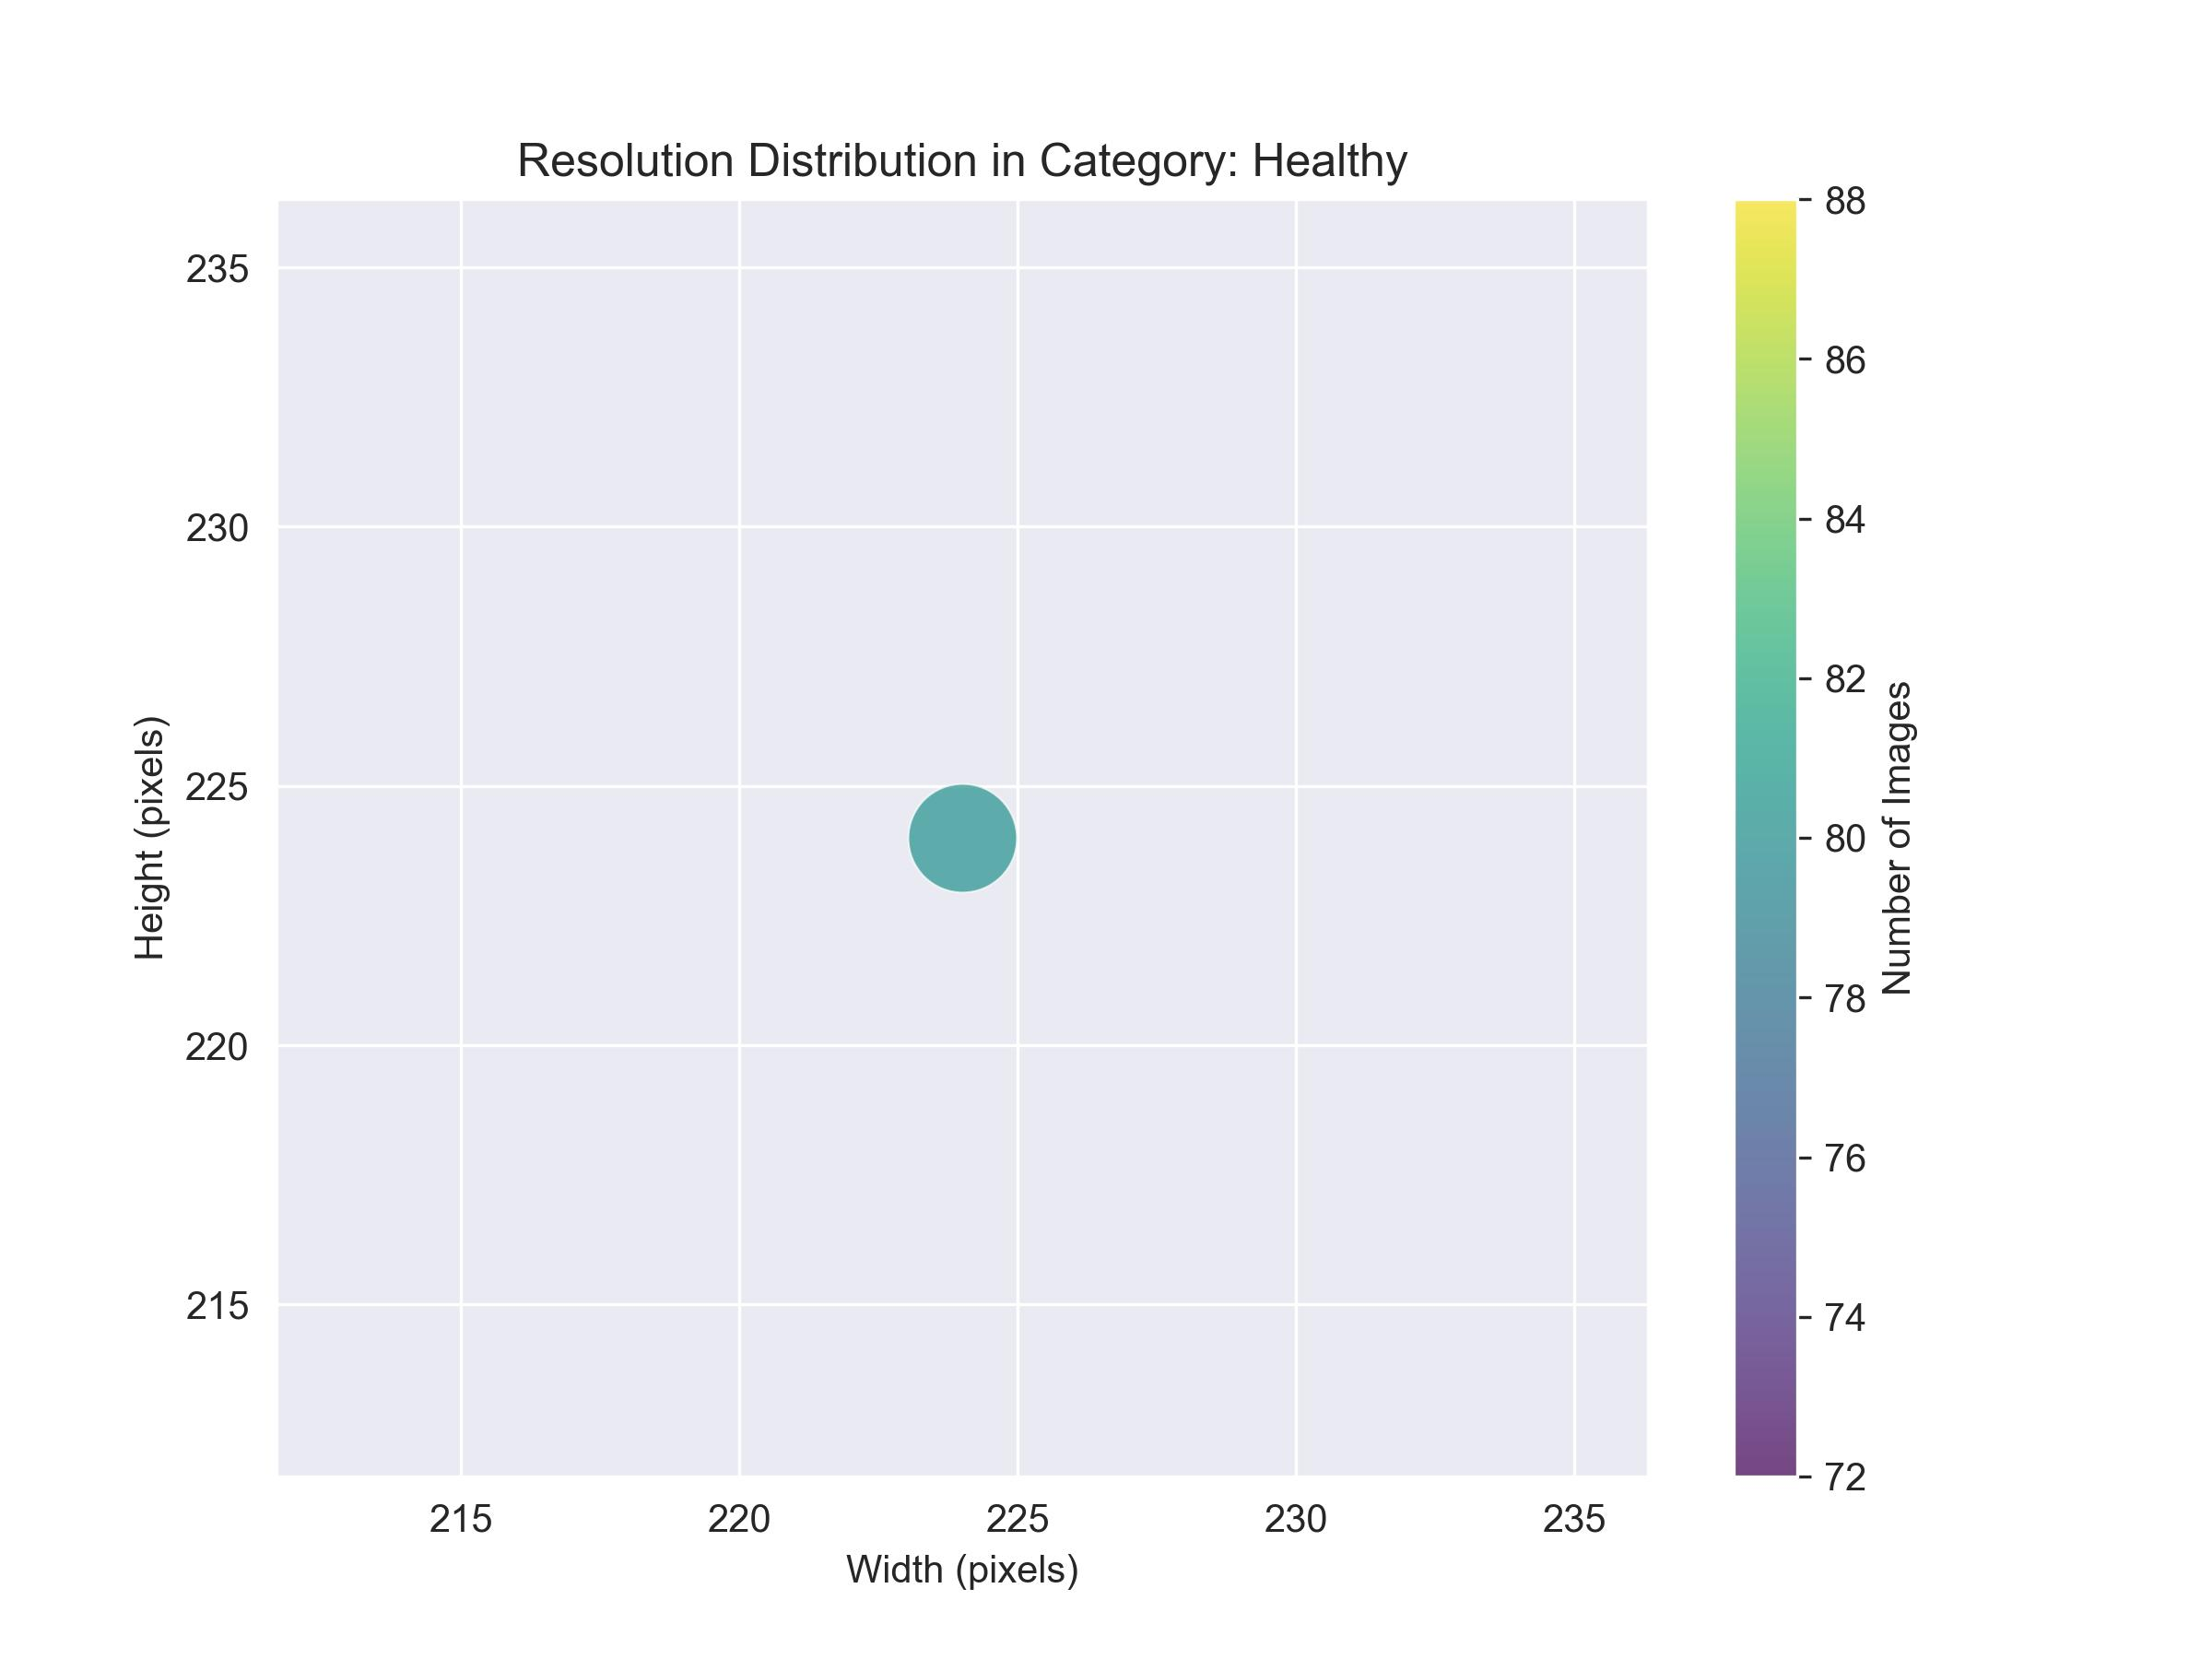 Resolution Distribution in Category: Healthy
235
230
225
220
215
Height (pixels)
215 220 225 230 235
Width (pixels)
88
86
84
82
80
78
76
74
72
Number of Images